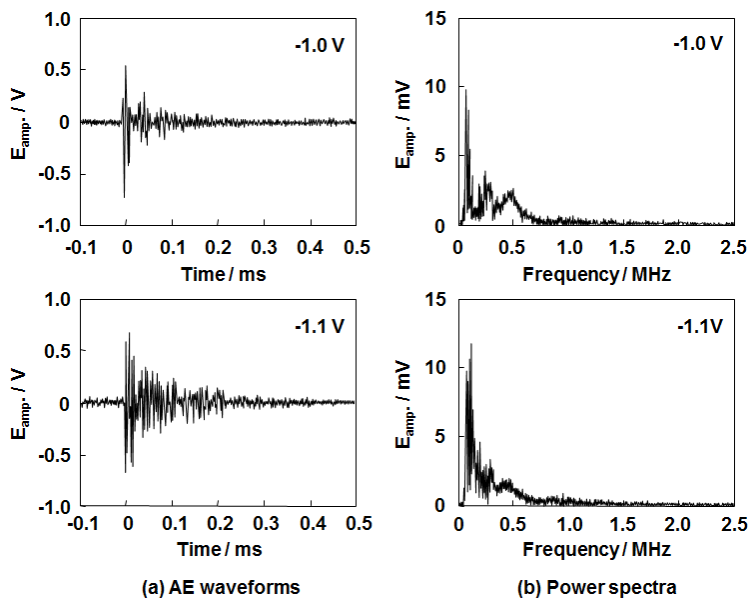 1.0
0.5
0
-0.5
-1.0
E_amp. / V
-1.0 V
-0.1 0 0.1 0.2 0.3 0.4 0.5
Time / ms
15
10
5
0
E_amp. / mV
-1.0 V
0 0.5 1.0 1.5 2.0 2.5
Frequency / MHz
1.0
0.5
0
-0.5
-1.0
E_amp. / V
-1.1 V
-0.1 0 0.1 0.2 0.3 0.4 0.5
Time / ms
15
10
5
0
E_amp. / mV
-1.1V
0 0.5 1.0 1.5 2.0 2.5
Frequency / MHz
(a) AE waveforms
(b) Power spectra